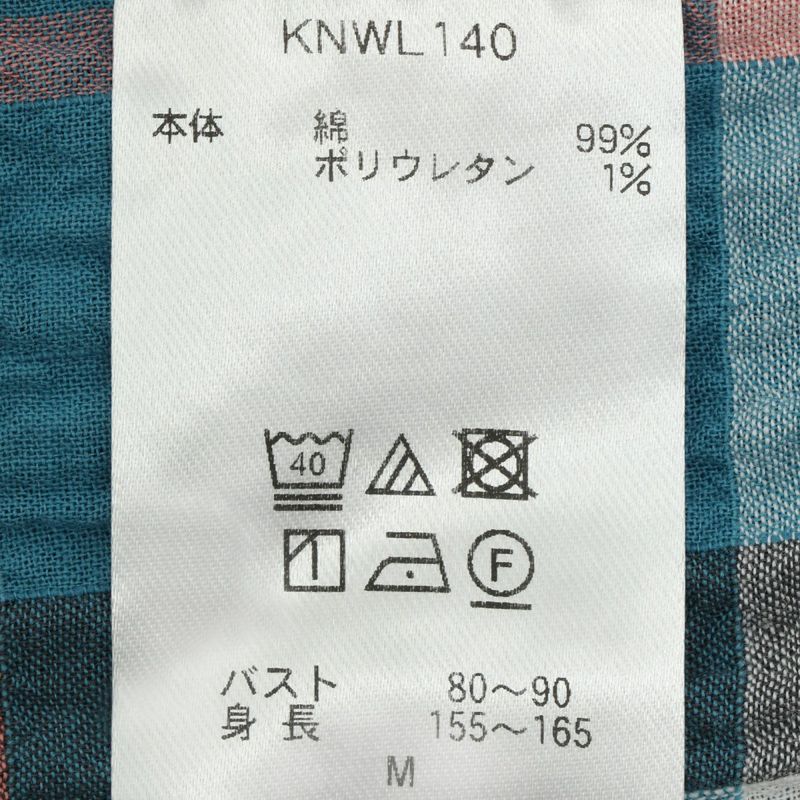 KNWL140
本体 綿 99%
ポリウレタン 1%
40
F
バスト 80～90
身長 155～165
M